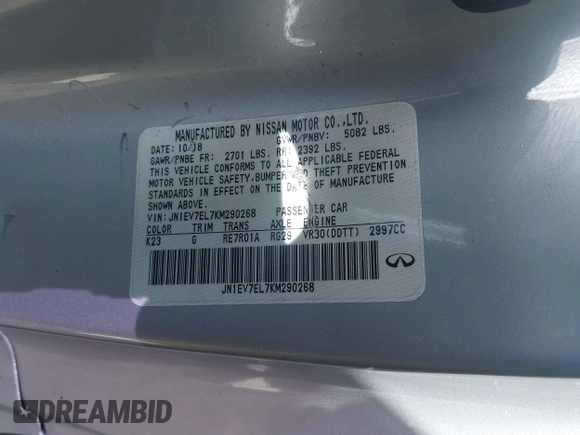 MANUFACTURED BY NISSAN MOTOR CO.,LTD.
DATE: 10/18 GVWR/PNBV: 5082 LBS.
GAWR/PNBE FR: 2701 LBS. RR: 2392 LBS.
THIS VEHICLE CONFORMS TO ALL APPLICABLE FEDERAL
MOTOR VEHICLE SAFETY,BUMPER AND THEFT PREVENTION
STANDARDS IN EFFECT ON THE DATE OF MANUFACTURE
SHOWN ABOVE.
VIN: JN1EV7EL7KM290268 PASSENGER CAR
COLOR TRIM TRANS AXLE ENGINE
K23 G RE7R01A RG29 VR30(DDTT) 2997CC
JN1EV7EL7KM290268
DREAMBID